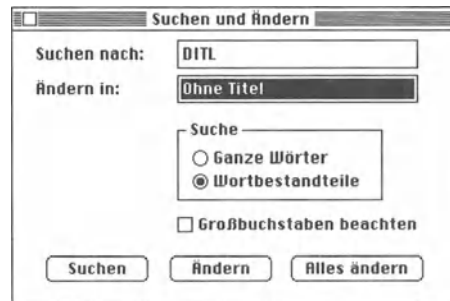 Suchen und Ändern
Suchen nach: DITL
Ändern in: Ohne Titel
Suche
Ganze Wörter
Wortbestandteile
Großbuchstaben beachten
Suchen Ändern Alles ändern